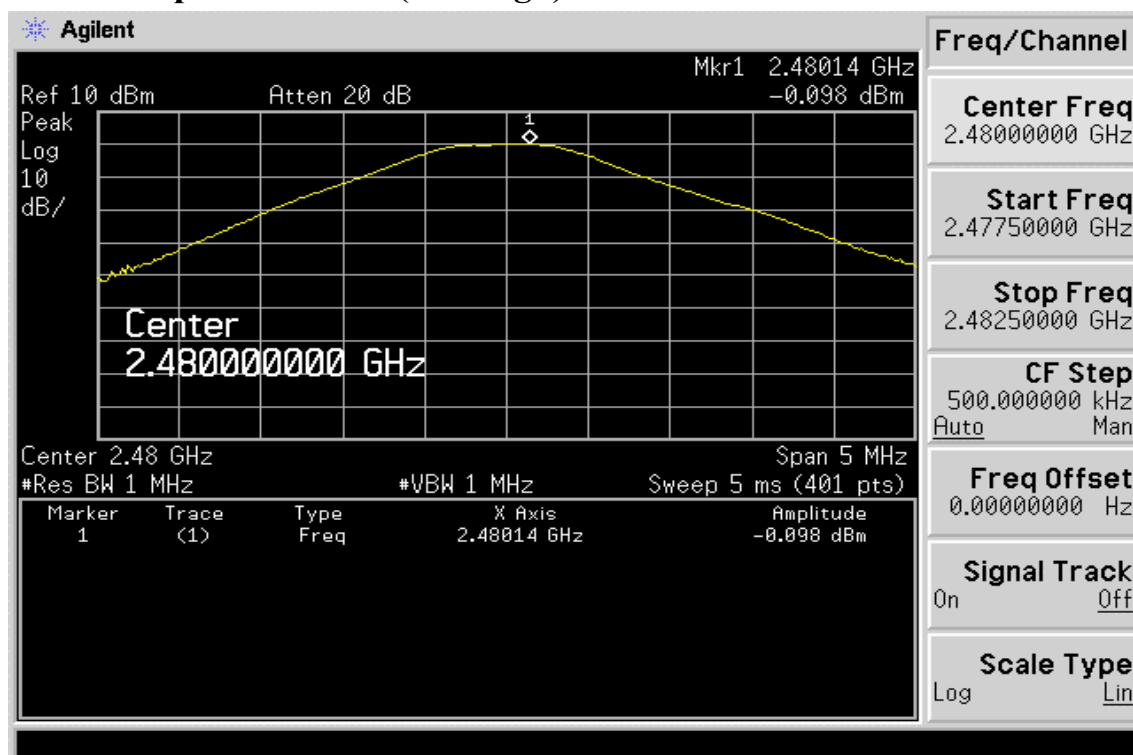 Agilent
Freq/Channel
Mkr1 2.48014 GHz
Ref 10 dBm Atten 20 dB -0.098 dBm
Peak
Log
10
dB/
1
Center
2.480000000 GHz
Center 2.48 GHz Span 5 MHz
#Res BW 1 MHz #VBW 1 MHz Sweep 5 ms (401 pts)
Marker Trace Type X Axis Amplitude
1 (1) Freq 2.48014 GHz -0.098 dBm
Center Freq
2.48000000 GHz
Start Freq
2.47750000 GHz
Stop Freq
2.48250000 GHz
CF Step
500.000000 kHz
Auto Man
Freq Offset
0.00000000 Hz
Signal Track
On Off
Scale Type
Log Lin